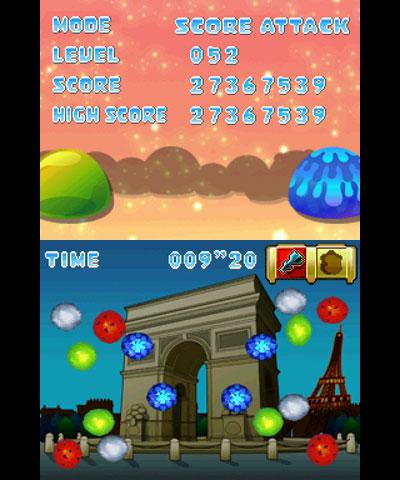 MODE SCORE ATTACK
LEVEL 052
SCORE 27367539
HIGH SCORE 27367539
TIME 009"20